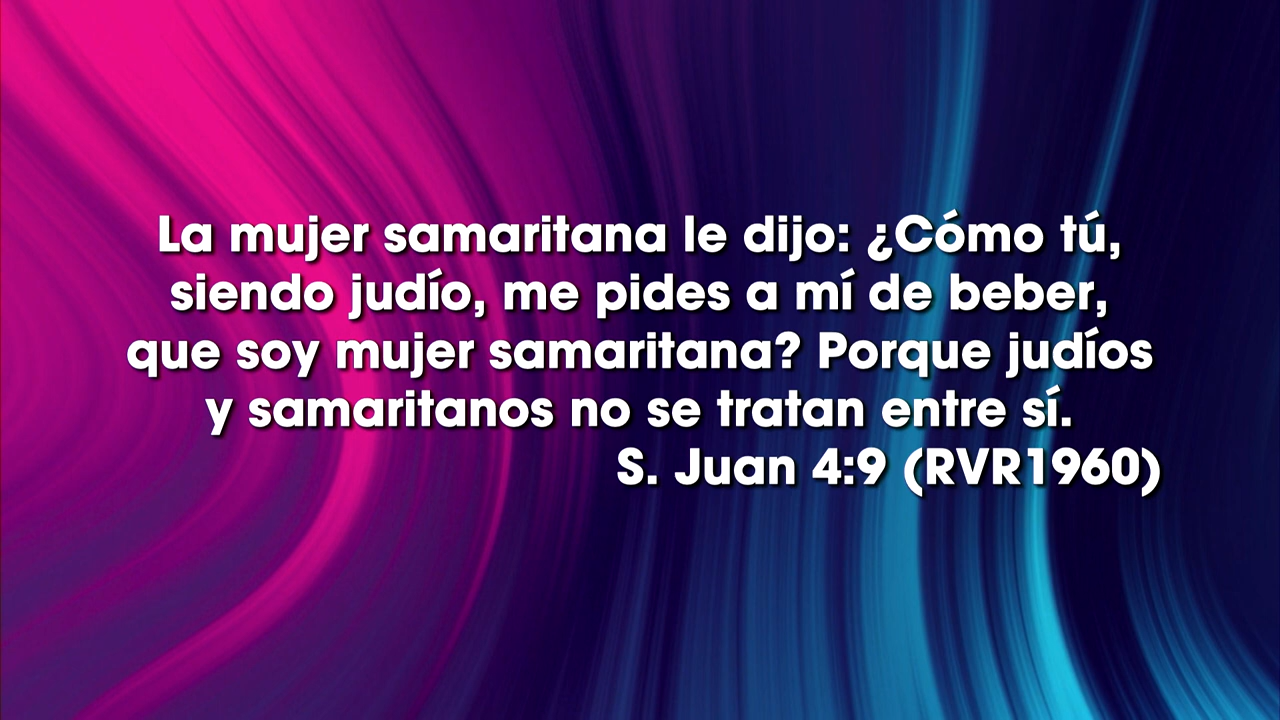 La mujer samaritana le dijo: ¿Cómo tú,
siendo judío, me pides a mí de beber,
que soy mujer samaritana? Porque judíos
y samaritanos no se tratan entre sí.
S. Juan 4:9 (RVR1960)